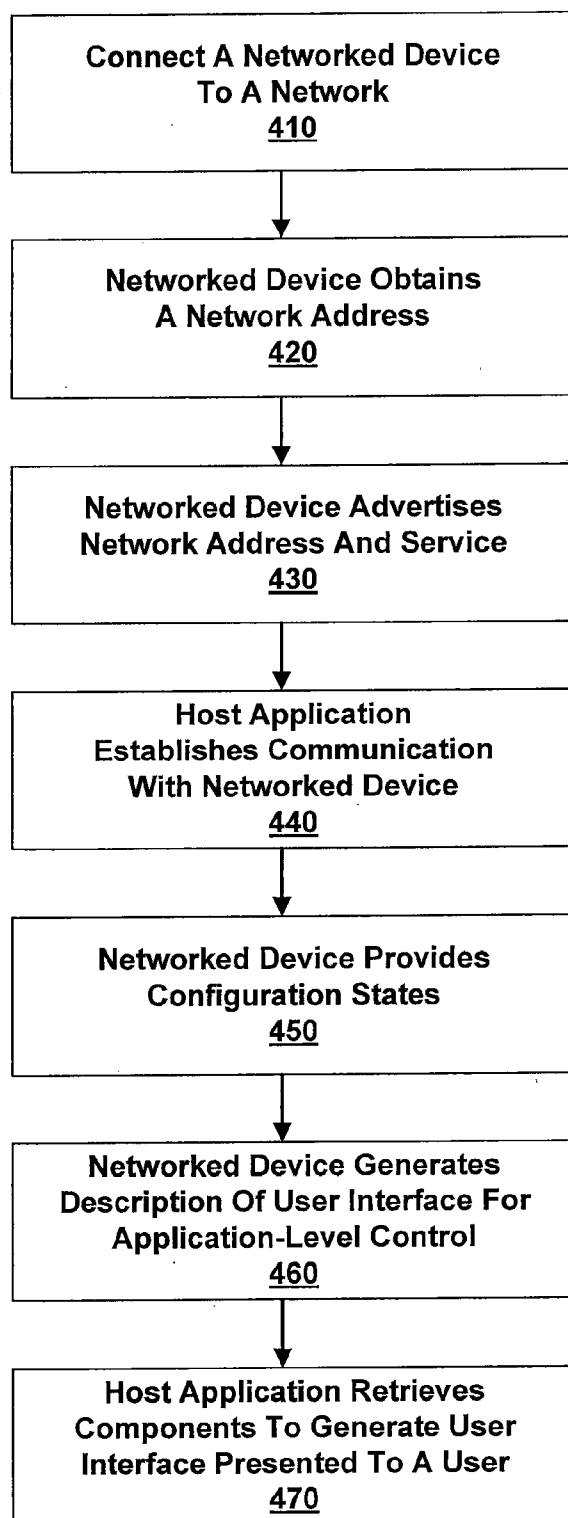 Connect A Networked Device
To A Network
410
Networked Device Obtains
A Network Address
420
Networked Device Advertises
Network Address And Service
430
Host Application
Establishes Communication
With Networked Device
440
Networked Device Provides
Configuration States
450
Networked Device Generates
Description Of User Interface For
Application-Level Control
460
Host Application Retrieves
Components To Generate User
Interface Presented To A User
470